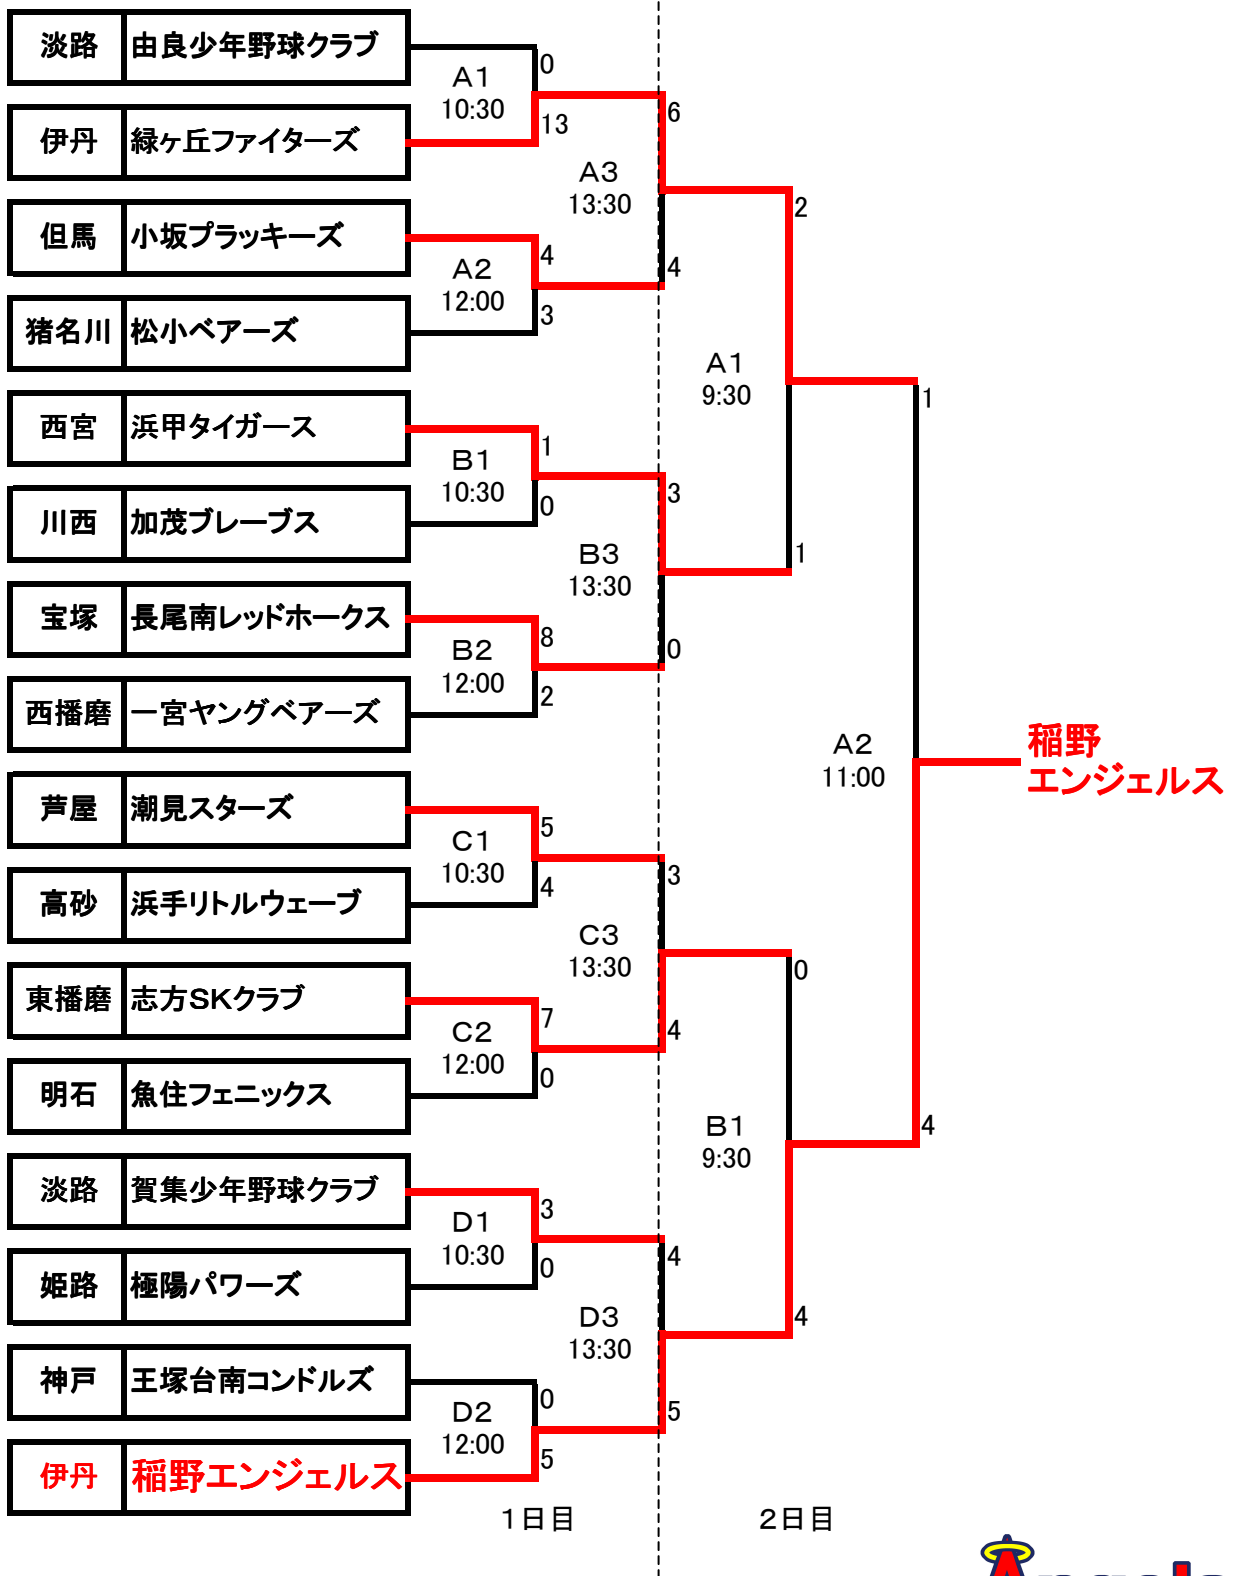 淡路 由良少年野球クラブ
0
A1
10:30
13
6
伊丹 緑ヶ丘ファイターズ
A3
13:30
2
但馬 小坂プラッキーズ
4
A2
12:00
3
4
猪名川 松小ベアーズ
A1
9:30
1
西宮 浜甲タイガース
1
B1
10:30
0
3
川西 加茂ブレーブス
B3
13:30
1
宝塚 長尾南レッドホークス
8
B2
12:00
2
0
西播磨 一宮ヤングベアーズ
A2
11:00
稲野
エンジェルス
芦屋 潮見スターズ
5
C1
10:30
4
3
高砂 浜手リトルウェーブ
C3
13:30
0
東播磨 志方SKクラブ
7
C2
12:00
0
4
明石 魚住フェニックス
B1
9:30
4
淡路 賀集少年野球クラブ
3
D1
10:30
0
4
姫路 極陽パワーズ
D3
13:30
4
神戸 王塚台南コンドルズ
0
D2
12:00
5
5
伊丹 稲野エンジェルス
1日目
2日目